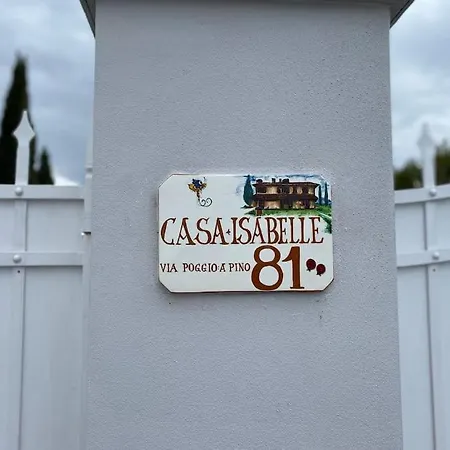 CASA*ISABELLE
VIA POGGIO A PINO 81